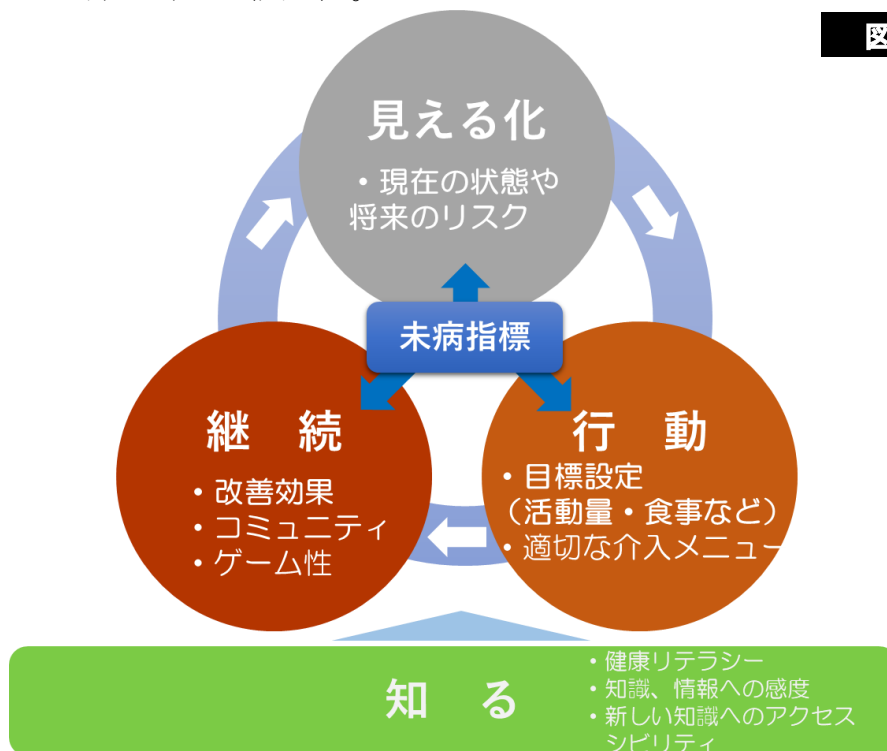 図
見える化
・現在の状態や
将来のリスク
未病指標
継 続
・改善効果
・コミュニティ
・ゲーム性
行 動
・目標設定
（活動量・食事など）
・適切な介入メニュー
知 る
・健康リテラシー
・知識、情報への感度
・新しい知識へのアクセス
シビリティ